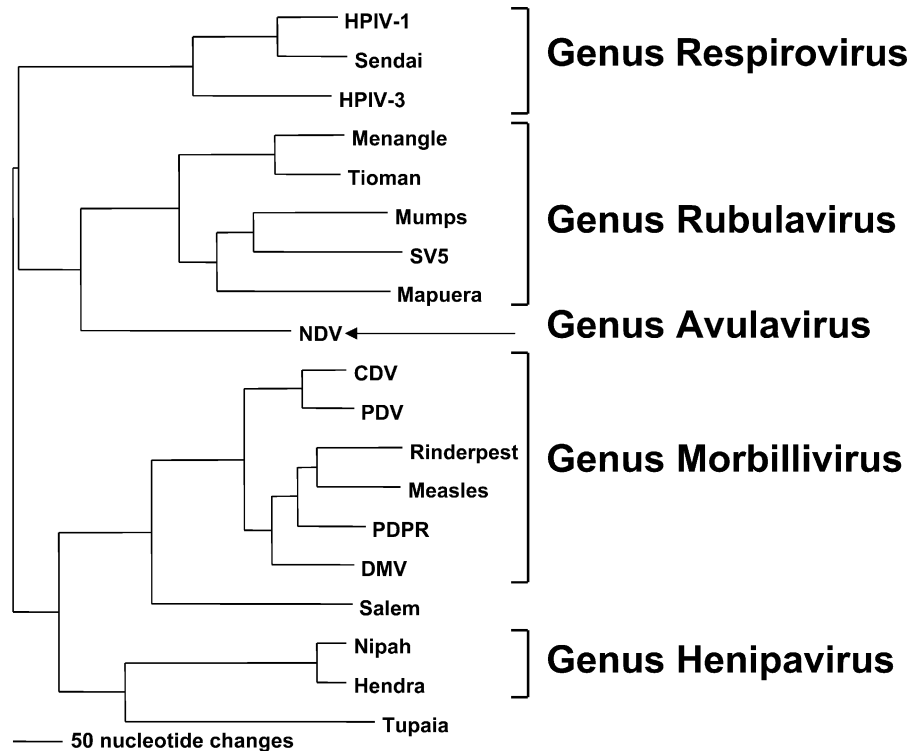 HPIV-1
Sendai
HPIV-3
Genus Respirovirus
Menangle
Tioman
Mumps
SV5
Mapuera
Genus Rubulavirus
NDV
Genus Avulavirus
CDV
PDV
Rinderpest
Measles
PDPR
DMV
Genus Morbillivirus
Salem
Nipah
Hendra
Genus Henipavirus
Tupaia
50 nucleotide changes